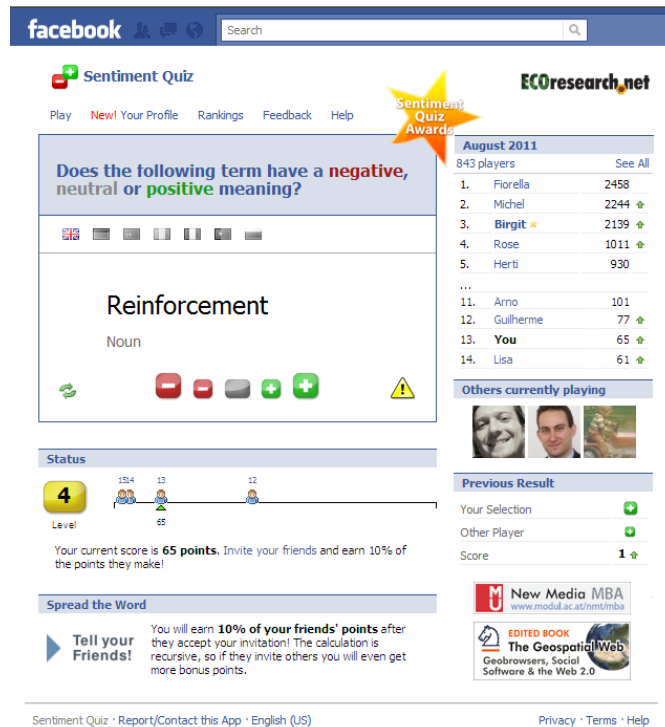 facebook
Search
Sentiment Quiz
ECOresearch.net
Play New! Your Profile Rankings Feedback Help
Sentiment
Quiz
Awards
Does the following term have a negative,
neutral or positive meaning?
Reinforcement
Noun
August 2011
843 players See All
1. Fiorella 2458
2. Michel 2244
3. Birgit 2139
4. Rose 1011
5. Herti 930
...
11. Arno 101
12. Guilherme 77
13. You 65
14. Lisa 61
Others currently playing
Status
4
Level
1514 13 12
65
Your current score is 65 points. Invite your friends and earn 10% of
the points they make!
Previous Result
Your Selection
Other Player
Score 1
Spread the Word
Tell your
Friends!
You will earn 10% of your friends' points after
they accept your invitation! The calculation is
recursive, so if they invite others you will even get
more bonus points.
MU
New Media MBA
www.modul.ac.at/nmt/mba
EDITED BOOK
The Geospatial Web
Geobrowsers, Social
Software & the Web 2.0
Sentiment Quiz · Report/Contact this App · English (US) Privacy · Terms · Help